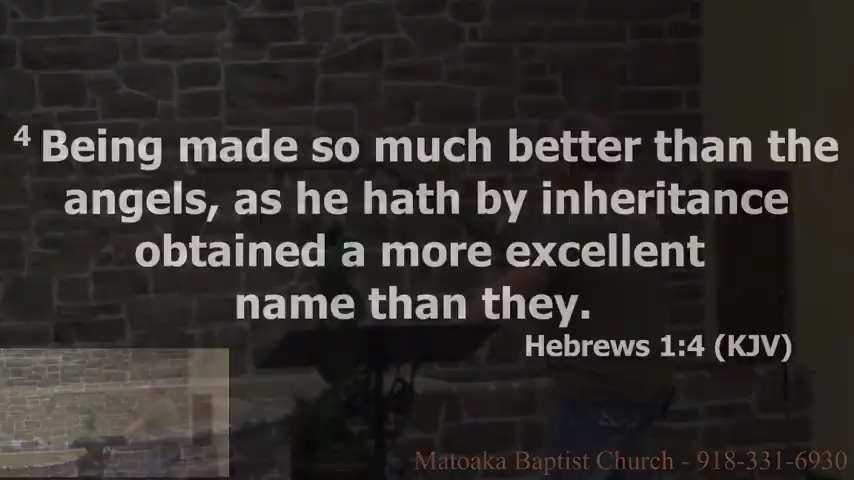 4 Being made so much better than the
angels, as he hath by inheritance
obtained a more excellent
name than they.
Hebrews 1:4 (KJV)
Matoaka Baptist Church - 918-331-6930